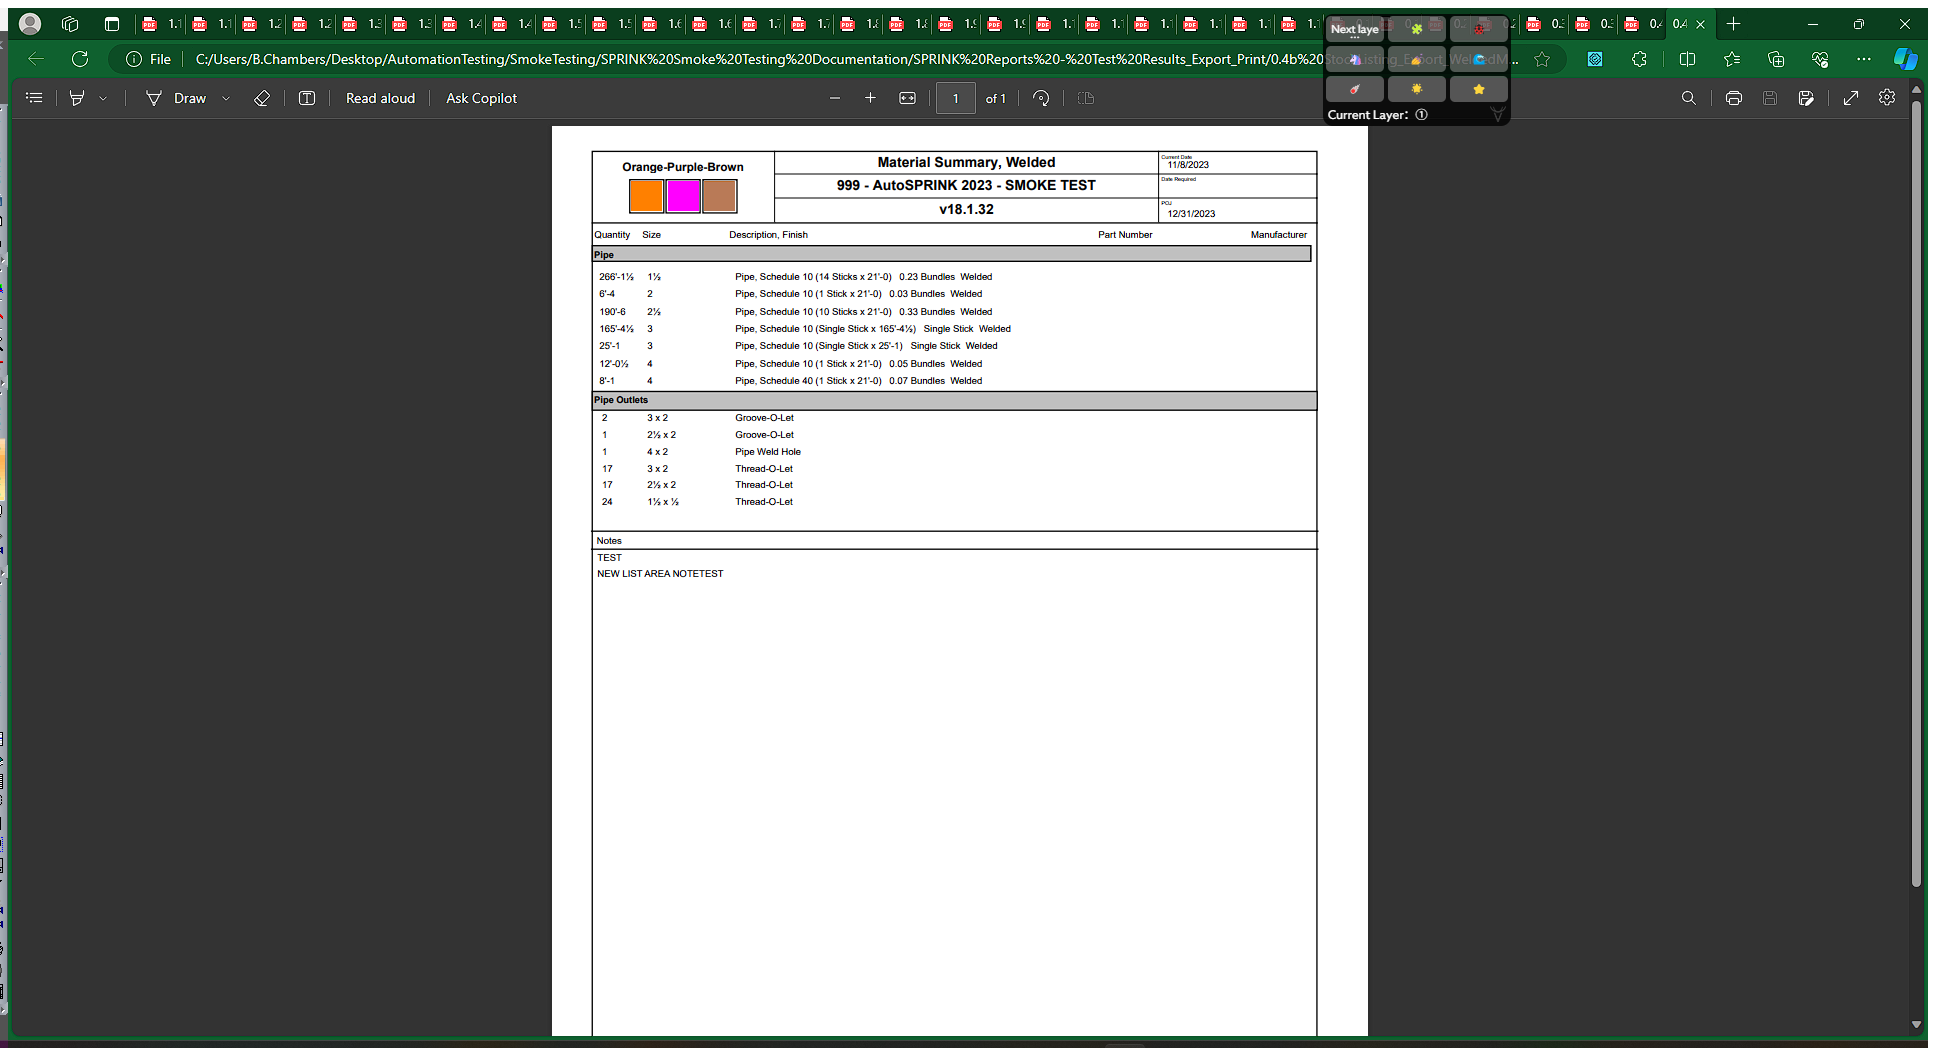 Next laye
File C:/Users/B.Chambers/Desktop/AutomationTesting/SmokeTesting/SPRINK%20Smoke%20Testing%20Documentation/SPRINK%20Reports%20-%20Test%20Results_Export_Print/0.4b%20
Draw Read aloud Ask Copilot 1 of 1
Current Layer: ①
Orange-Purple-Brown
Material Summary, Welded
999 - AutoSPRINK 2023 - SMOKE TEST
v18.1.32
Current Date
11/8/2023
Date Required
POJ
12/31/2023
Quantity Size Description, Finish Part Number Manufacturer
Pipe
266'-1½ 1½ Pipe, Schedule 10 (14 Sticks x 21'-0) 0.23 Bundles Welded
6'-4 2 Pipe, Schedule 10 (1 Stick x 21'-0) 0.03 Bundles Welded
190'-6 2½ Pipe, Schedule 10 (10 Sticks x 21'-0) 0.33 Bundles Welded
165'-4½ 3 Pipe, Schedule 10 (Single Stick x 165'-4½) Single Stick Welded
25'-1 3 Pipe, Schedule 10 (Single Stick x 25'-1) Single Stick Welded
12'-0½ 4 Pipe, Schedule 10 (1 Stick x 21'-0) 0.05 Bundles Welded
8'-1 4 Pipe, Schedule 40 (1 Stick x 21'-0) 0.07 Bundles Welded
Pipe Outlets
2 3 x 2 Groove-O-Let
1 2½ x 2 Groove-O-Let
1 4 x 2 Pipe Weld Hole
17 3 x 2 Thread-O-Let
17 2½ x 2 Thread-O-Let
24 1½ x ½ Thread-O-Let
Notes
TEST
NEW LIST AREA NOTETEST